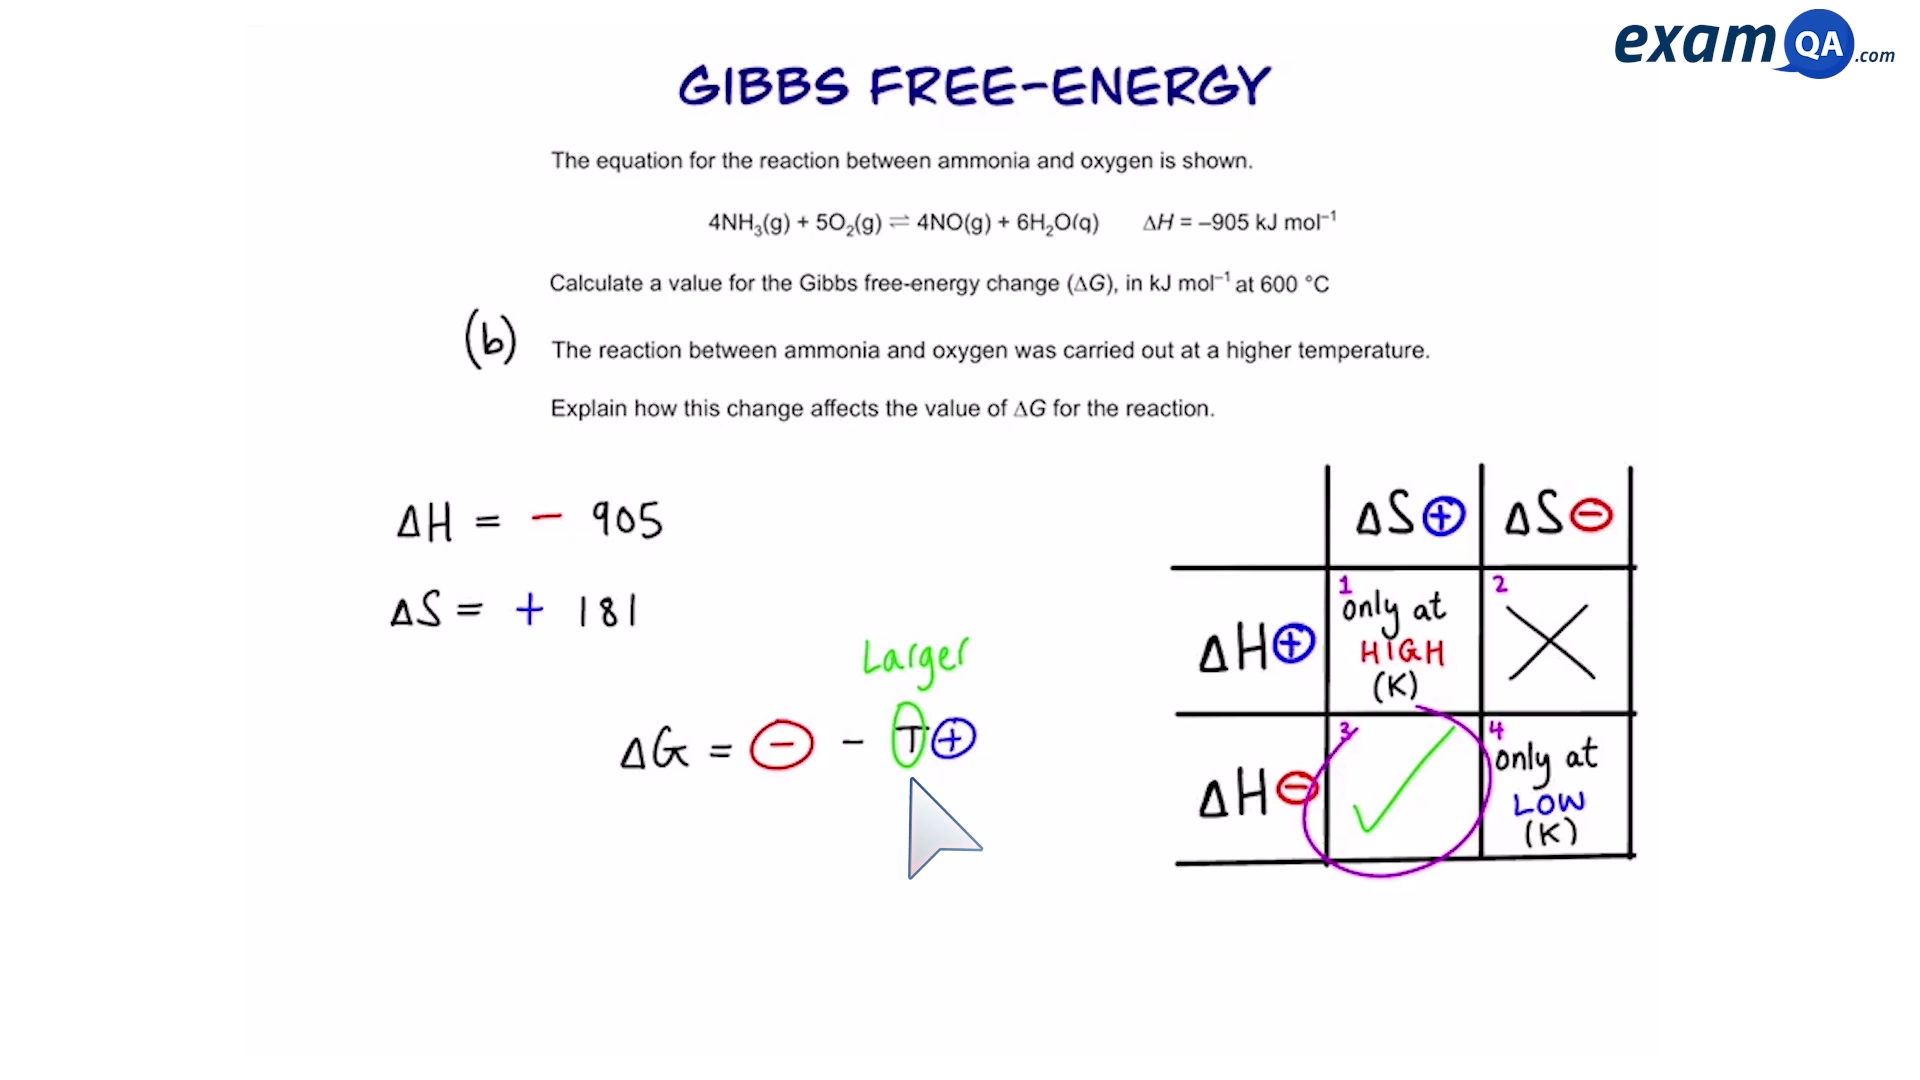 exam QA .com
GIBBS FREE-ENERGY
The equation for the reaction between ammonia and oxygen is shown.
4NH₃(g) + 5O₂(g) ⇌ 4NO(g) + 6H₂O(g) ΔH = –905 kJ mol⁻¹
Calculate a value for the Gibbs free-energy change (ΔG), in kJ mol⁻¹ at 600 °C
(b) The reaction between ammonia and oxygen was carried out at a higher temperature.
Explain how this change affects the value of ΔG for the reaction.
ΔH = - 905
ΔS = + 181
Larger
ΔG = ⊖ - T⊕
ΔS⊕ ΔS⊖
1 2
ΔH⊕ only at
HIGH
(K)
3 4
ΔH⊖ ✓ only at
LOW
(K)